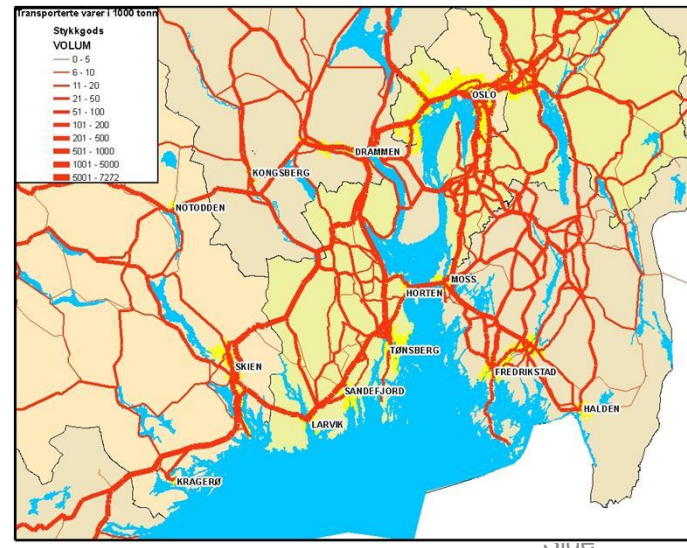 Transporterte varer i 1000 tonn
Stykkgods
VOLUM
0 - 5
6 - 10
11 - 20
21 - 50
51 - 100
101 - 200
201 - 500
501 - 1000
1001 - 5000
5001 - 7272
OSLO
DRAMMEN
KONGSBERG
NOTODDEN
MOSS
HORTEN
TØNSBERG
SKIEN
FREDRIKSTAD
SANDEFJORD
HALDEN
LARVIK
KRAGERØ